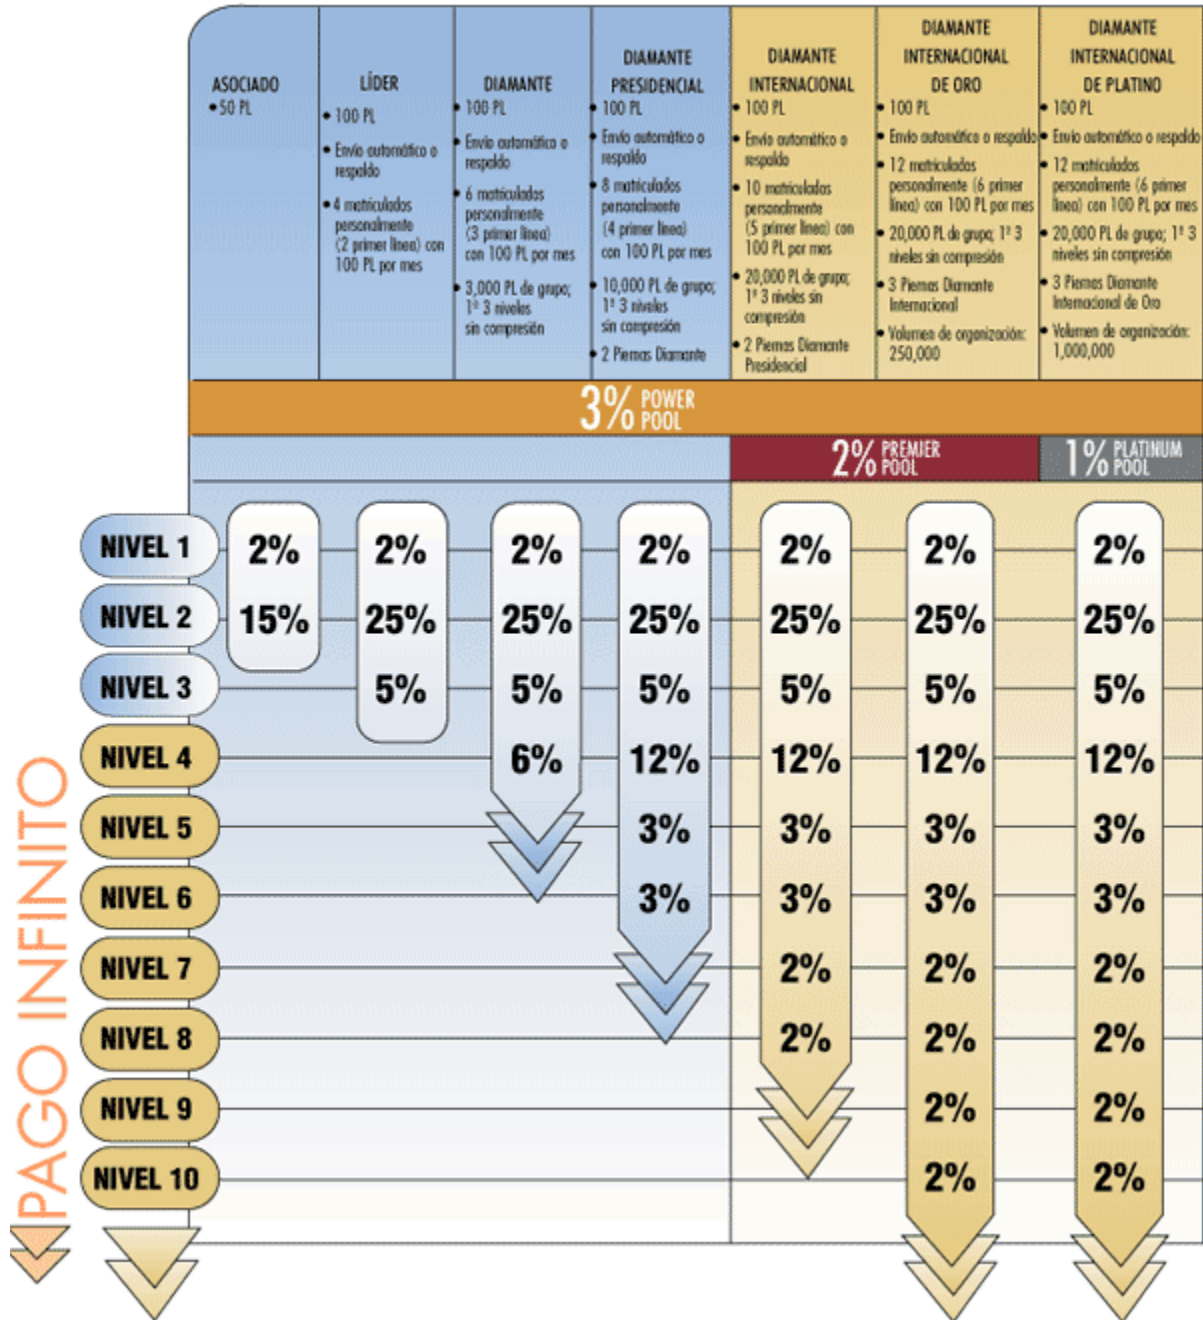 ASOCIADO
• 50 PL
LÍDER
• 100 PL
• Envío automático o
respaldo
• 4 matriculados
personalmente
(2 primer línea) con
100 PL por mes
DIAMANTE
• 100 PL
• Envío automático o
respaldo
• 6 matriculados
personalmente
(3 primer línea)
con 100 PL por mes
• 3,000 PL de grupo;
1º 3 niveles
sin compresión
DIAMANTE
PRESIDENCIAL
• 100 PL
• Envío automático o
respaldo
• 8 matriculados
personalmente
(4 primer línea)
con 100 PL por mes
• 10,000 PL de grupo;
1º 3 niveles
sin compresión
• 2 Piernas Diamante
DIAMANTE
INTERNACIONAL
• 100 PL
• Envío automático o
respaldo
• 10 matriculados
personalmente
(5 primer línea) con
100 PL por mes
• 20,000 PL de grupo;
1º 3 niveles sin
compresión
• 2 Piernas Diamante
Presidencial
DIAMANTE
INTERNACIONAL
DE ORO
• 100 PL
• Envío automático o respaldo
• 12 matriculados
personalmente (6 primer
línea) con 100 PL por mes
• 20,000 PL de grupo; 1º 3
niveles sin compresión
• 3 Piernas Diamante
Internacional
• Volumen de organización:
250,000
DIAMANTE
INTERNACIONAL
DE PLATINO
• 100 PL
• Envío automático o respaldo
• 12 matriculados
personalmente (6 primer
línea) con 100 PL por mes
• 20,000 PL de grupo; 1º 3
niveles sin compresión
• 3 Piernas Diamante
Internacional de Oro
• Volumen de organización:
1,000,000
3% POWER POOL
2% PREMIER POOL
1% PLATINUM POOL
NIVEL 1 2% 2% 2% 2% 2% 2% 2%
NIVEL 2 15% 25% 25% 25% 25% 25% 25%
NIVEL 3 5% 5% 5% 5% 5% 5%
NIVEL 4 6% 12% 12% 12% 12%
NIVEL 5 3% 3% 3% 3%
NIVEL 6 3% 3% 3% 3%
NIVEL 7 2% 2% 2%
NIVEL 8 2% 2% 2%
NIVEL 9 2% 2%
NIVEL 10 2% 2%
PAGO INFINITO